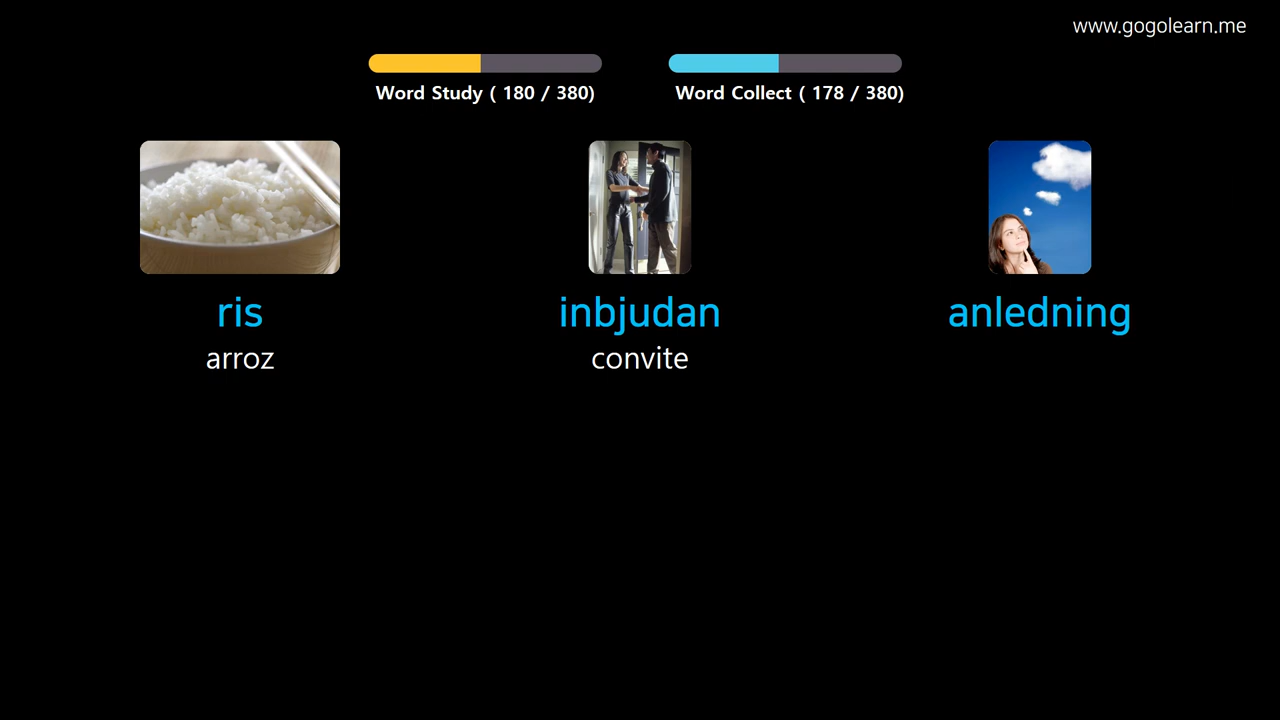 www.gogolearn.me
Word Study ( 180 / 380)
Word Collect ( 178 / 380)
ris
inbjudan
anledning
arroz
convite